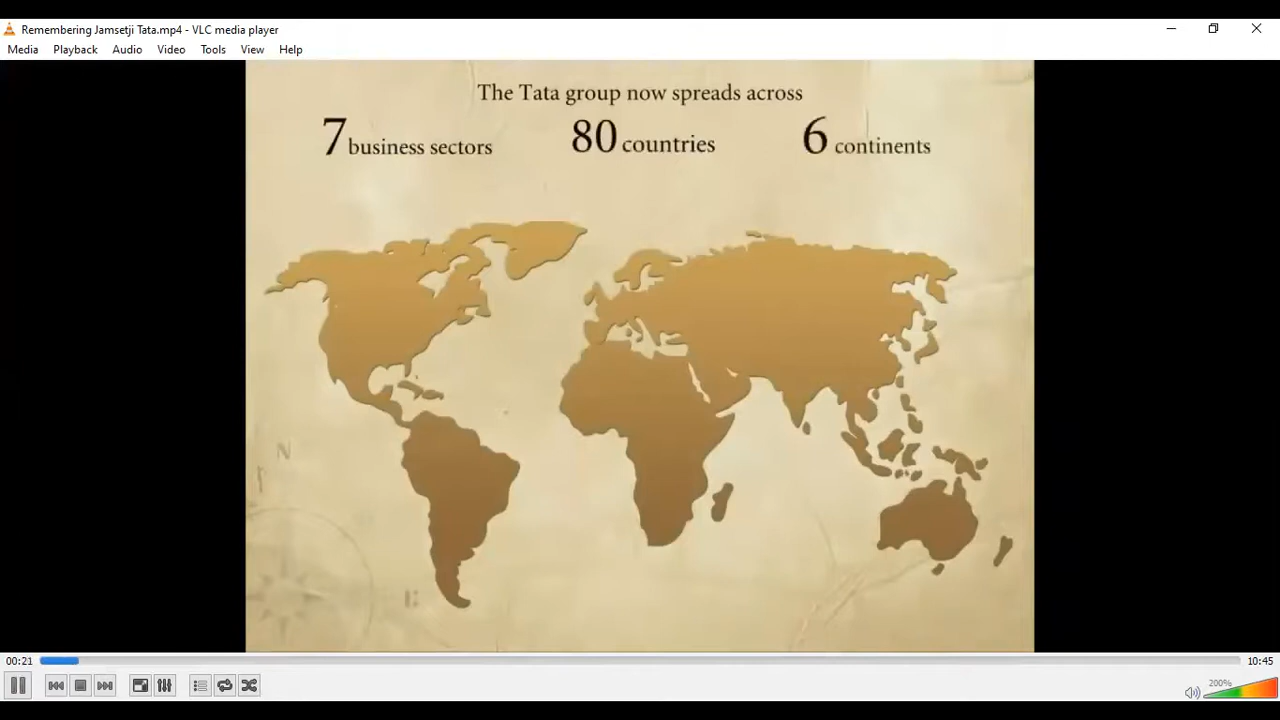 Remembering Jamsetji Tata.mp4 - VLC media player
Media Playback Audio Video Tools View Help
The Tata group now spreads across
7 business sectors 80 countries 6 continents
N
E
00:21 10:45
200%